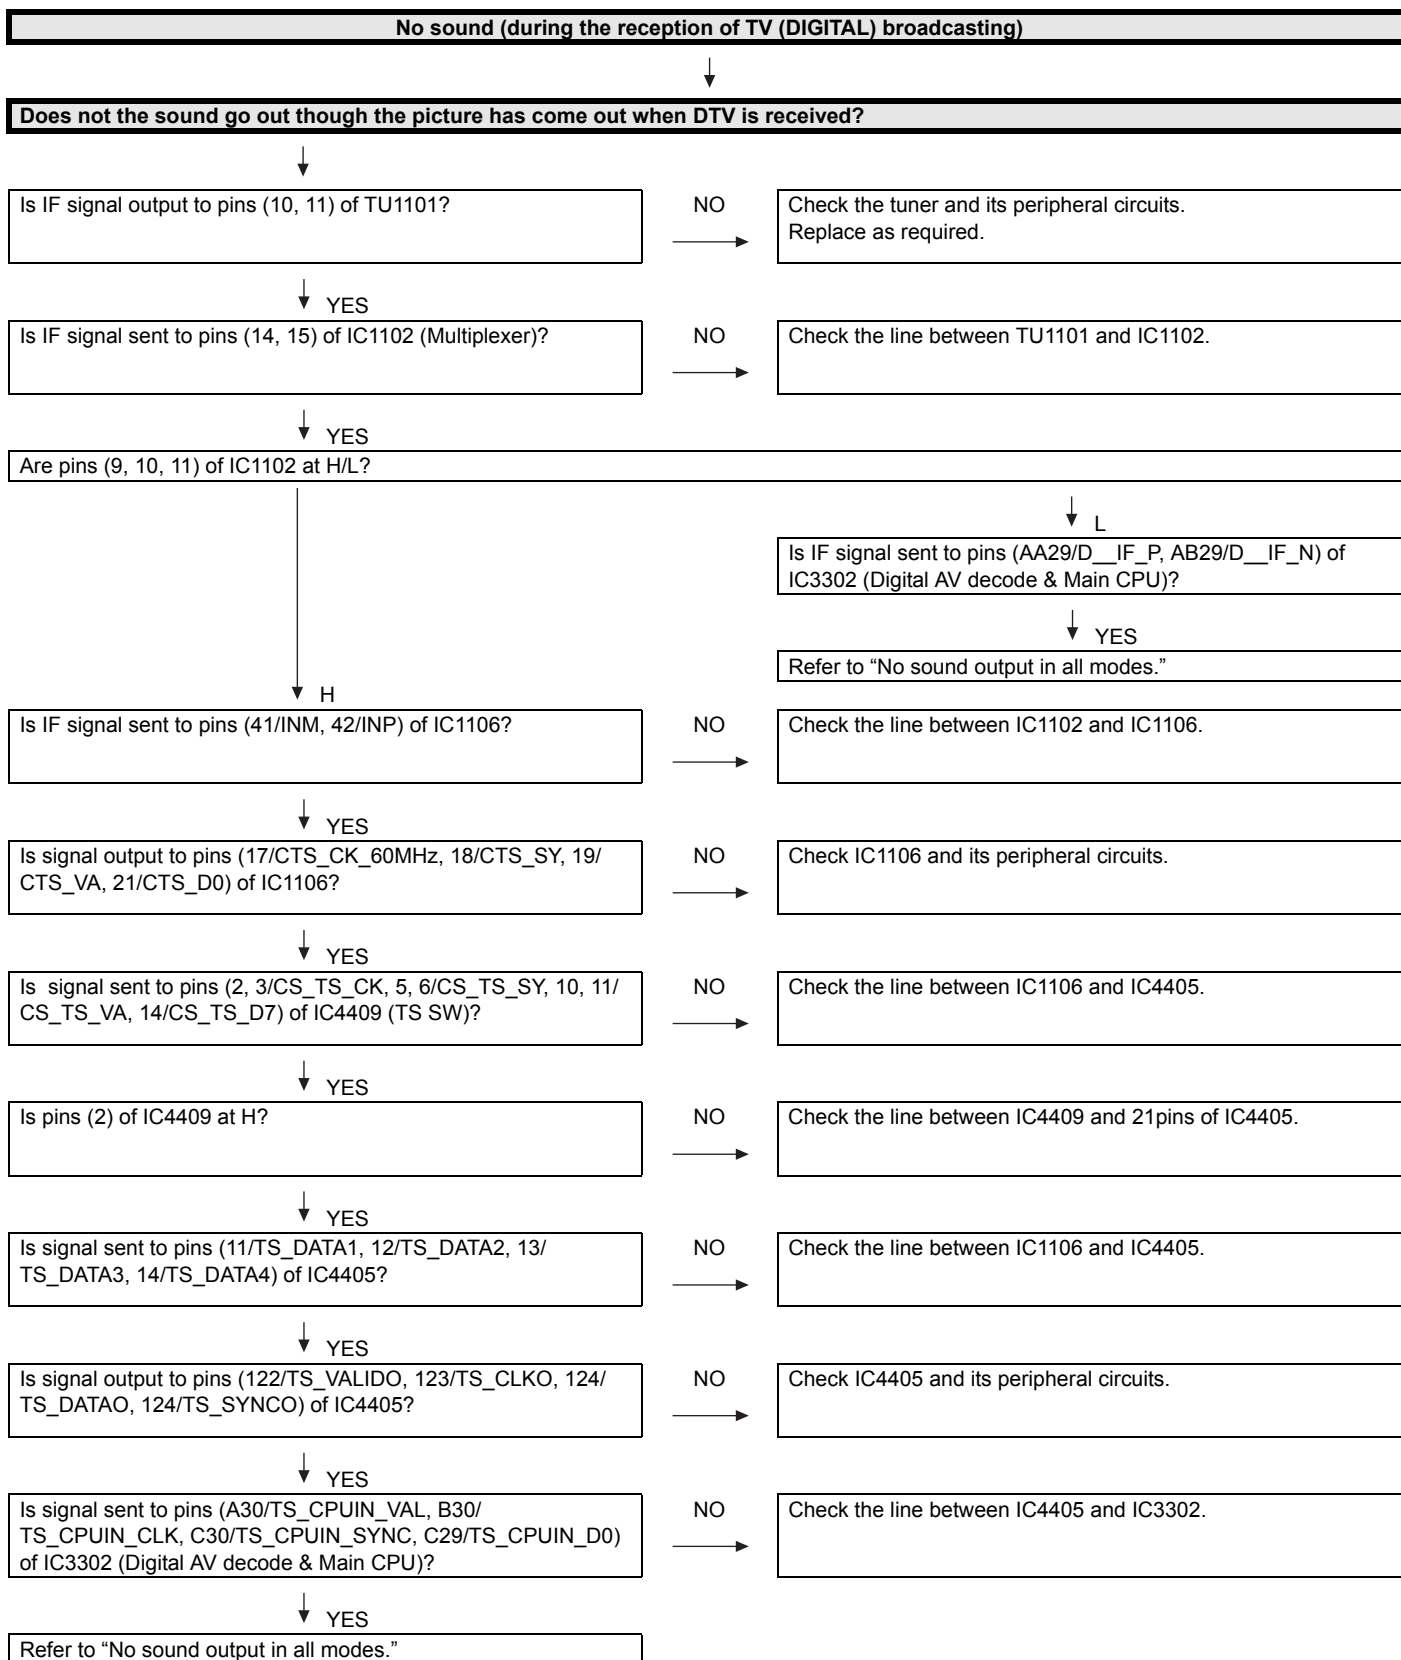 No sound (during the reception of TV (DIGITAL) broadcasting)
Does not the sound go out though the picture has come out when DTV is received?
Is IF signal output to pins (10, 11) of TU1101?
NO
Check the tuner and its peripheral circuits.
Replace as required.
YES
Is IF signal sent to pins (14, 15) of IC1102 (Multiplexer)?
NO
Check the line between TU1101 and IC1102.
YES
Are pins (9, 10, 11) of IC1102 at H/L?
L
Is IF signal sent to pins (AA29/D__IF_P, AB29/D__IF_N) of
IC3302 (Digital AV decode & Main CPU)?
YES
Refer to “No sound output in all modes.”
H
Is IF signal sent to pins (41/INM, 42/INP) of IC1106?
NO
Check the line between IC1102 and IC1106.
YES
Is signal output to pins (17/CTS_CK_60MHz, 18/CTS_SY, 19/
CTS_VA, 21/CTS_D0) of IC1106?
NO
Check IC1106 and its peripheral circuits.
YES
Is  signal sent to pins (2, 3/CS_TS_CK, 5, 6/CS_TS_SY, 10, 11/
CS_TS_VA, 14/CS_TS_D7) of IC4409 (TS SW)?
NO
Check the line between IC1106 and IC4405.
YES
Is pins (2) of IC4409 at H?
NO
Check the line between IC4409 and 21pins of IC4405.
YES
Is signal sent to pins (11/TS_DATA1, 12/TS_DATA2, 13/
TS_DATA3, 14/TS_DATA4) of IC4405?
NO
Check the line between IC1106 and IC4405.
YES
Is signal output to pins (122/TS_VALIDO, 123/TS_CLKO, 124/
TS_DATAO, 124/TS_SYNCO) of IC4405?
NO
Check IC4405 and its peripheral circuits.
YES
Is signal sent to pins (A30/TS_CPUIN_VAL, B30/
TS_CPUIN_CLK, C30/TS_CPUIN_SYNC, C29/TS_CPUIN_D0)
of IC3302 (Digital AV decode & Main CPU)?
NO
Check the line between IC4405 and IC3302.
YES
Refer to “No sound output in all modes.”